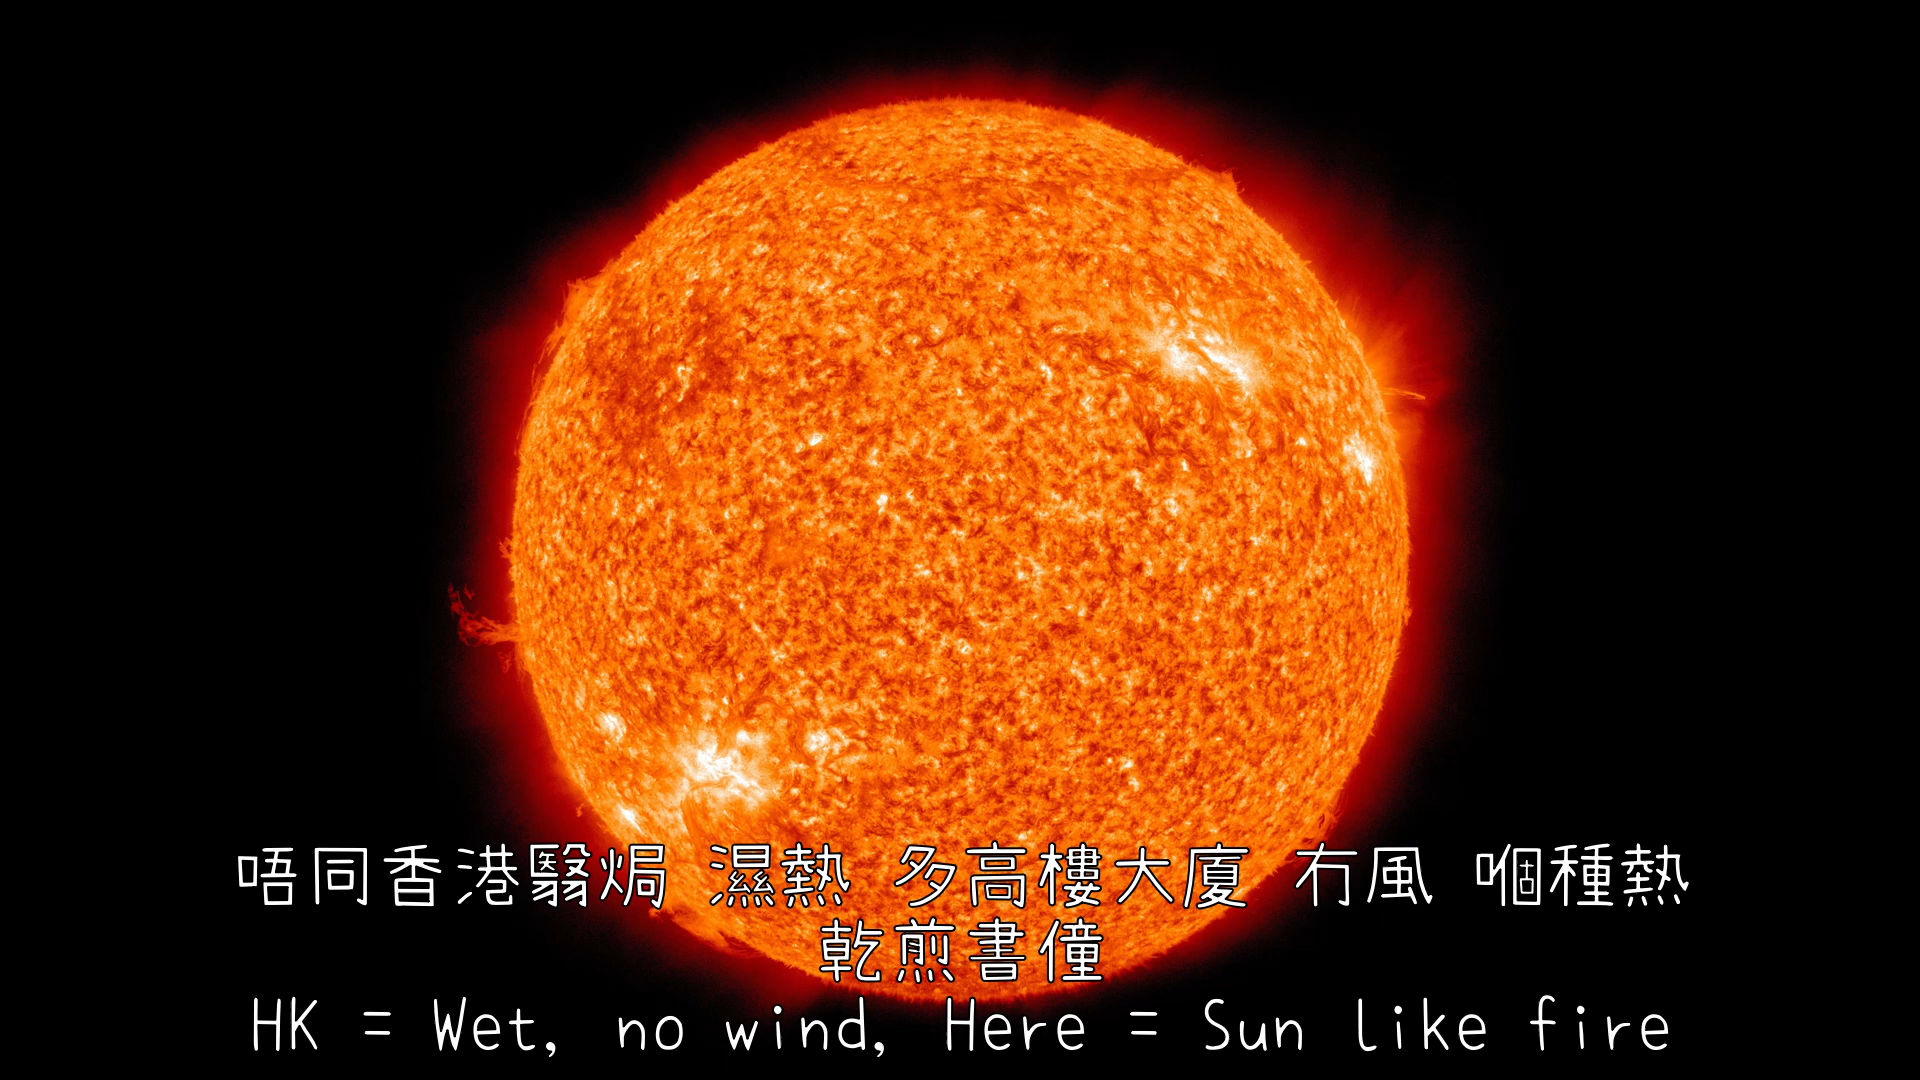 唔同香港翳焗 濕熱 多高樓大廈 冇風 嗰種熱
乾煎書僮
HK = Wet, no wind, Here = Sun like fire